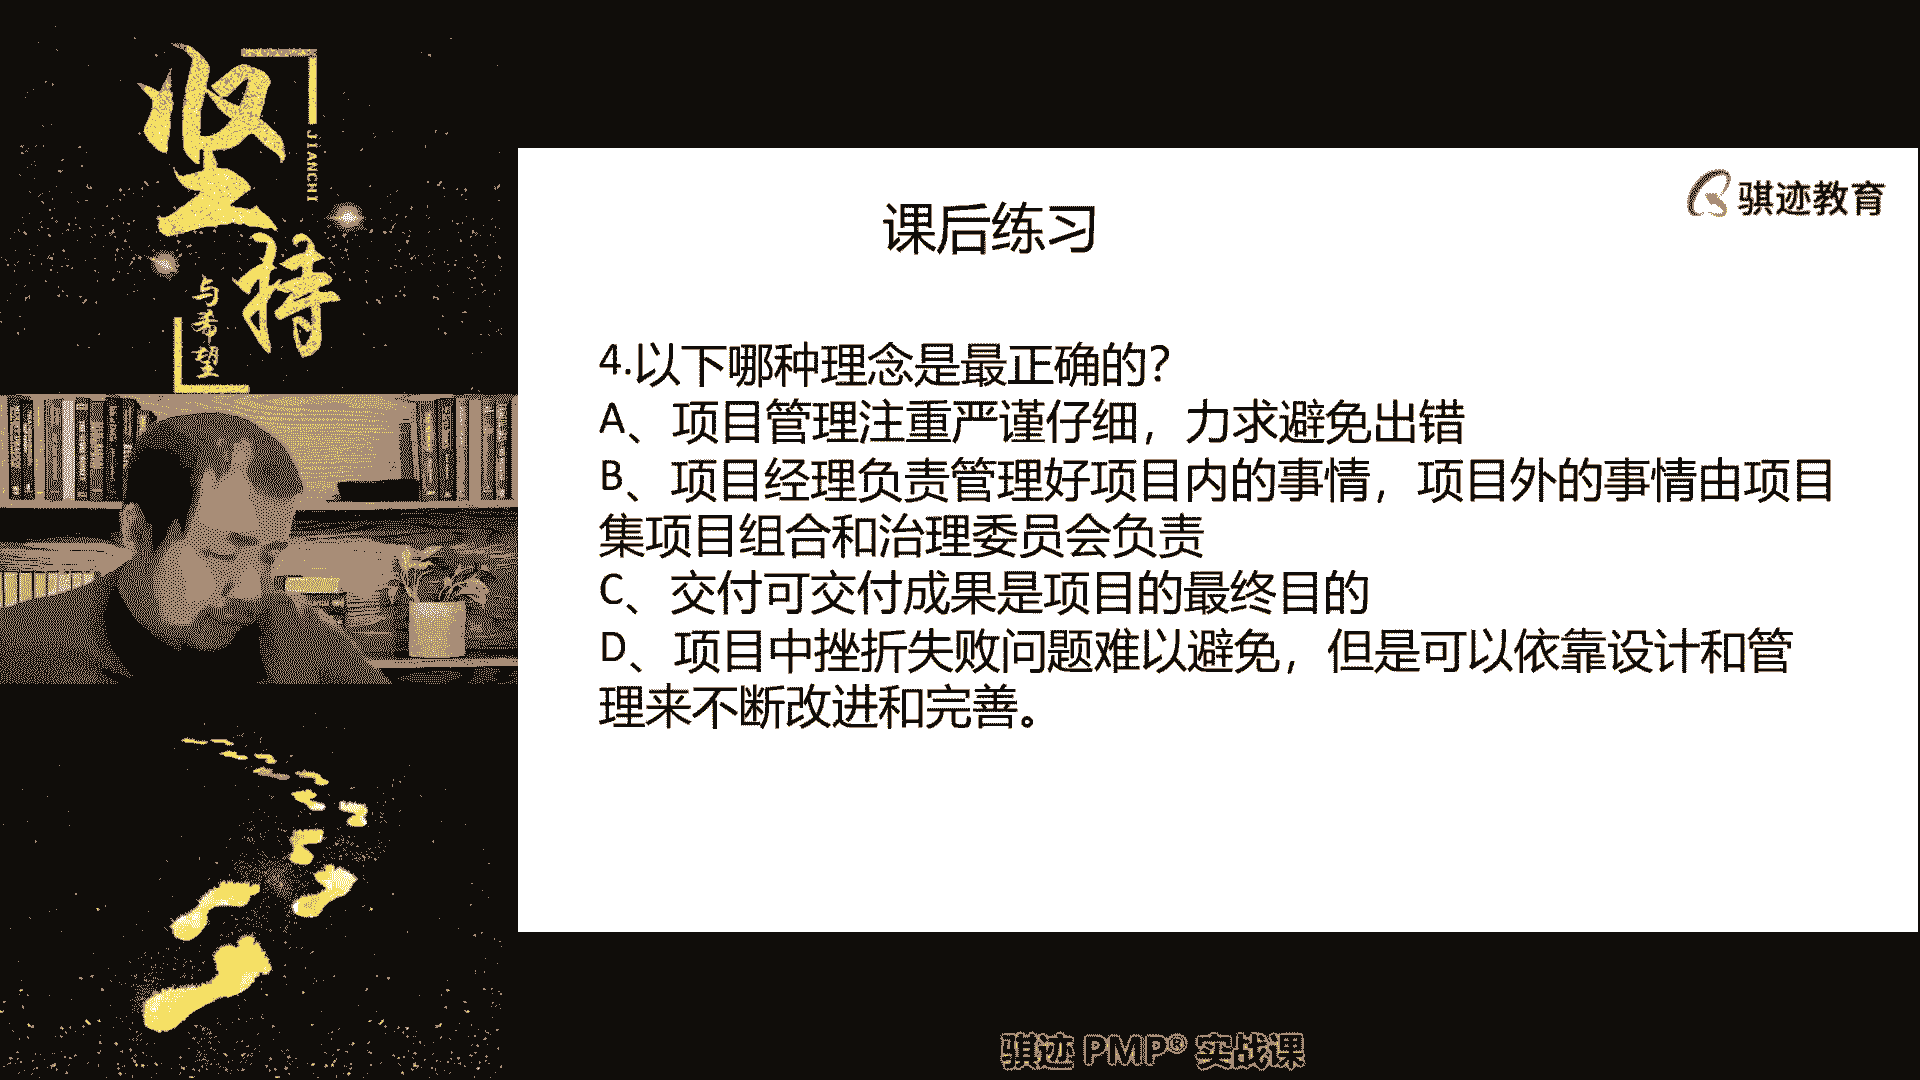 坚持
JIANCHI
与希望
骐迹教育
课后练习
4.以下哪种理念是最正确的？
A、项目管理注重严谨仔细，力求避免出错
B、项目经理负责管理好项目内的事情，项目外的事情由项目
集项目组合和治理委员会负责
C、交付可交付成果是项目的最终目的
D、项目中挫折失败问题难以避免，但是可以依靠设计和管
理来不断改进和完善。
骐迹 PMP® 实战课